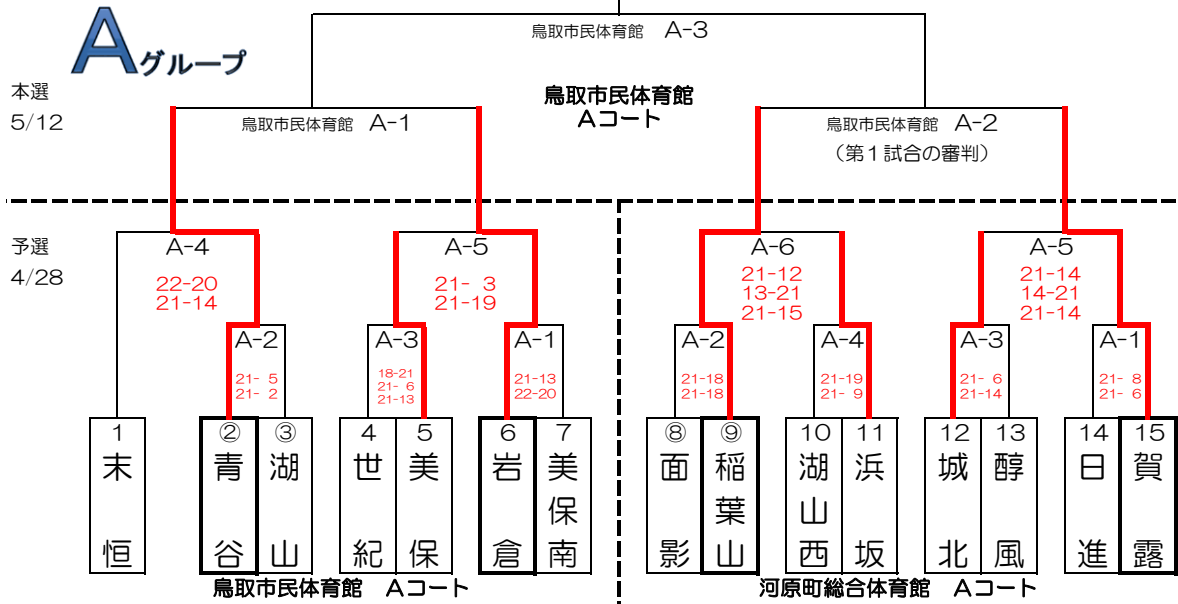 鳥取市民体育館 A-3
Aグループ
本選
5/12
鳥取市民体育館
Aコート
鳥取市民体育館 A-1
鳥取市民体育館 A-2
(第1試合の審判)
予選
4/28
A-4
22-20
21-14
A-5
21- 3
21-19
A-6
21-12
13-21
21-15
A-5
21-14
14-21
21-14
A-2
21- 5
21- 2
A-3
18-21
21- 6
21-13
A-1
21-13
22-20
A-2
21-18
21-18
A-4
21-19
21- 9
A-3
21- 6
21-14
A-1
21- 8
21- 6
1 末恒
② 青谷
③ 湖山
4 世紀
5 美保
6 岩倉
7 美保南
⑧ 面影
⑨ 稲葉山
10 湖山西
11 浜坂
12 城北
13 醇風
14 日進
15 賀露
鳥取市民体育館 Aコート
河原町総合体育館 Aコート